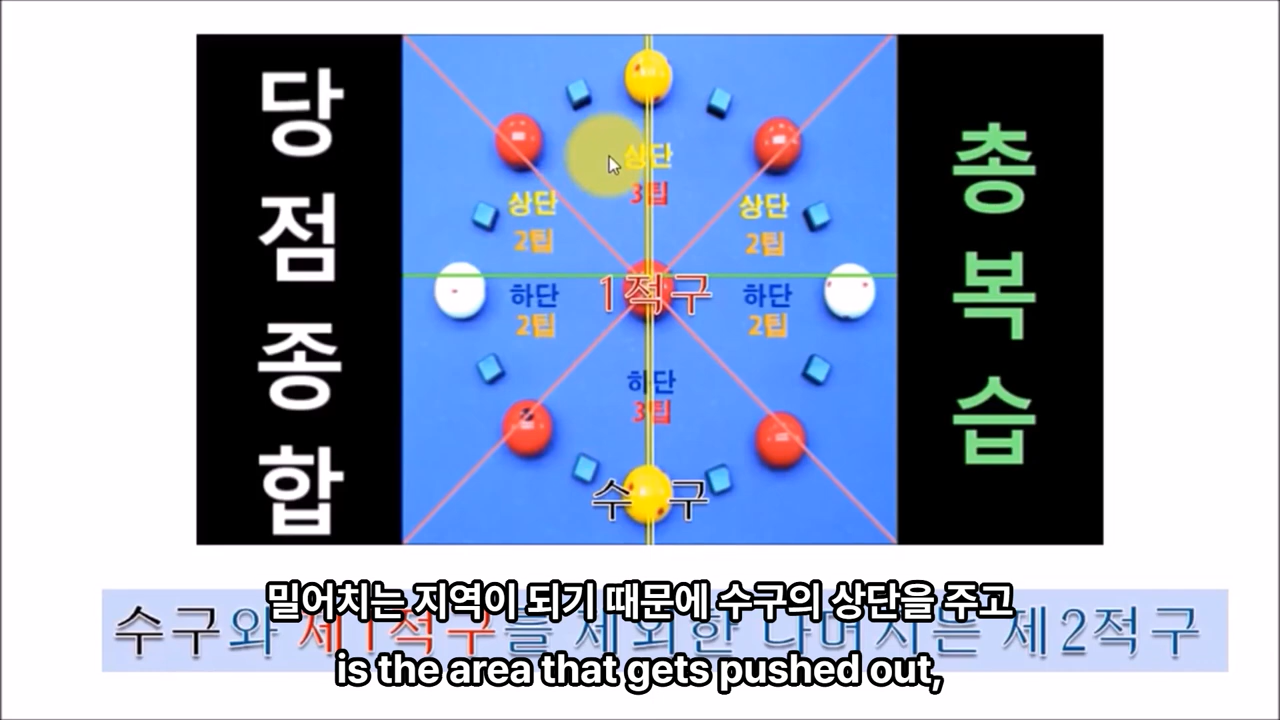 당점종합
총복습
상단
3팁
상단
2팁
상단
2팁
1적구
하단
2팁
하단
2팁
하단
3팁
수구
밀어치는 지역이 되기 때문에 수구의 상단을 주고
수구와 제1적구를 제외한 나머지는 제2적구
is the area that gets pushed out,